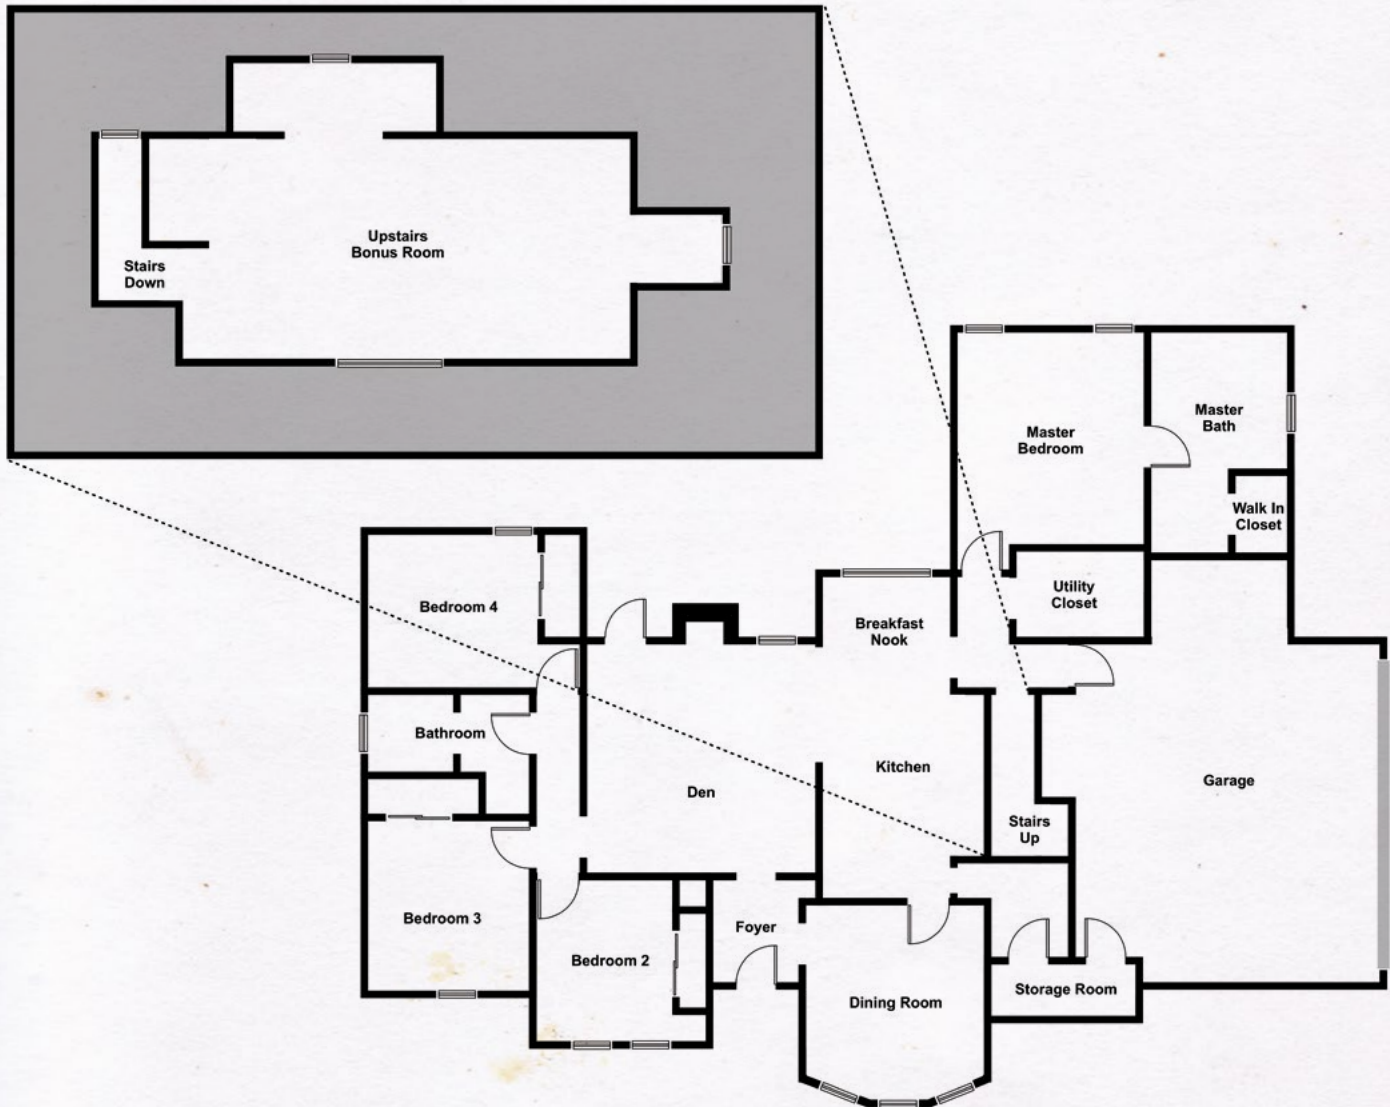 Upstairs
Bonus Room
Stairs
Down
Master
Bedroom
Master
Bath
Walk In
Closet
Utility
Closet
Bedroom 4
Breakfast
Nook
Bathroom
Den
Kitchen
Garage
Stairs
Up
Bedroom 3
Bedroom 2
Foyer
Dining Room
Storage Room